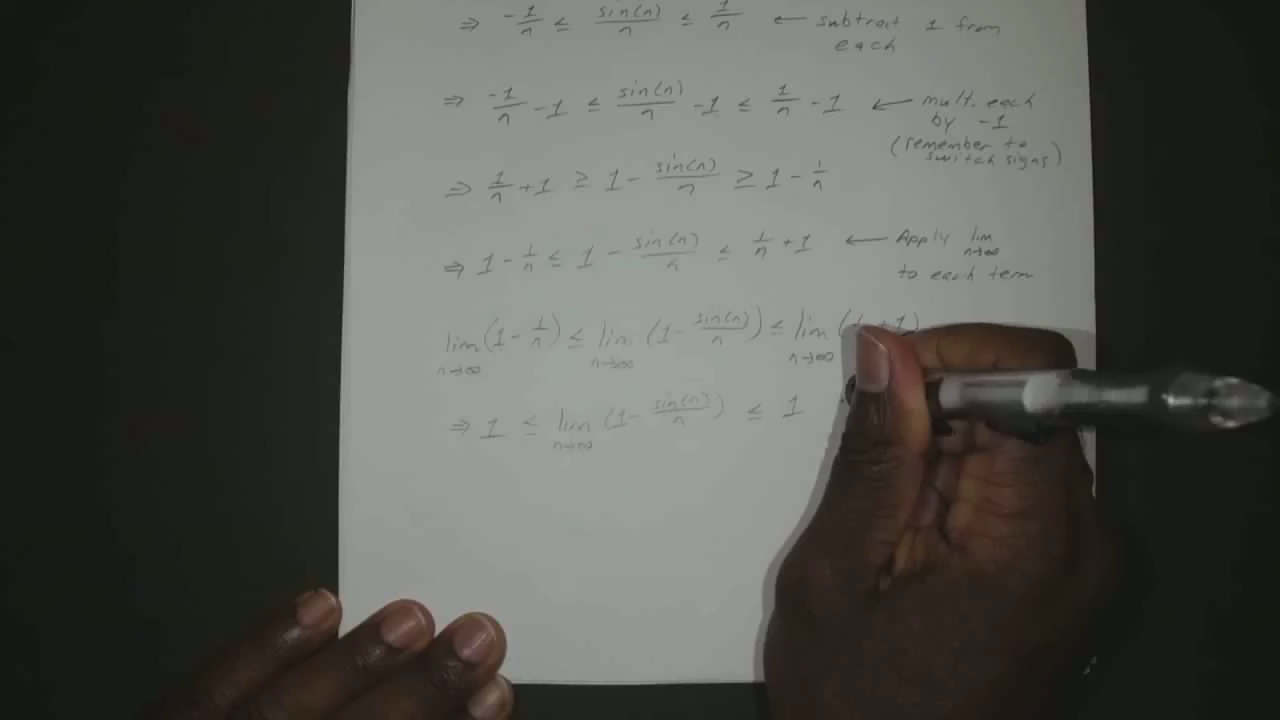 ⇒ -1/n ≤ sin(n)/n ≤ 1/n ← subtract 1 from each
⇒ -1/n - 1 ≤ sin(n)/n - 1 ≤ 1/n - 1 ← mult. each by -1 (remember to switch signs)
⇒ 1/n + 1 ≥ 1 - sin(n)/n ≥ 1 - 1/n
⇒ 1 - 1/n ≤ 1 - sin(n)/n ≤ 1/n + 1 ← Apply lim n→∞ to each term
lim n→∞ (1 - 1/n) ≤ lim n→∞ (1 - sin(n)/n) ≤ lim n→∞ (1/n + 1)
⇒ 1 ≤ lim n→∞ (1 - sin(n)/n) ≤ 1